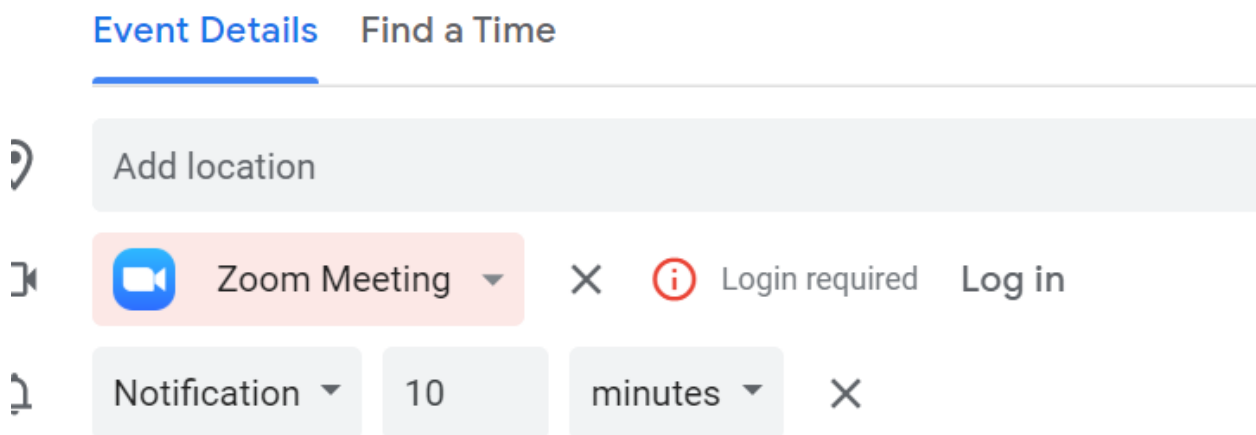 Event Details Find a Time
Add location
Zoom Meeting Login required Log in
Notification 10 minutes